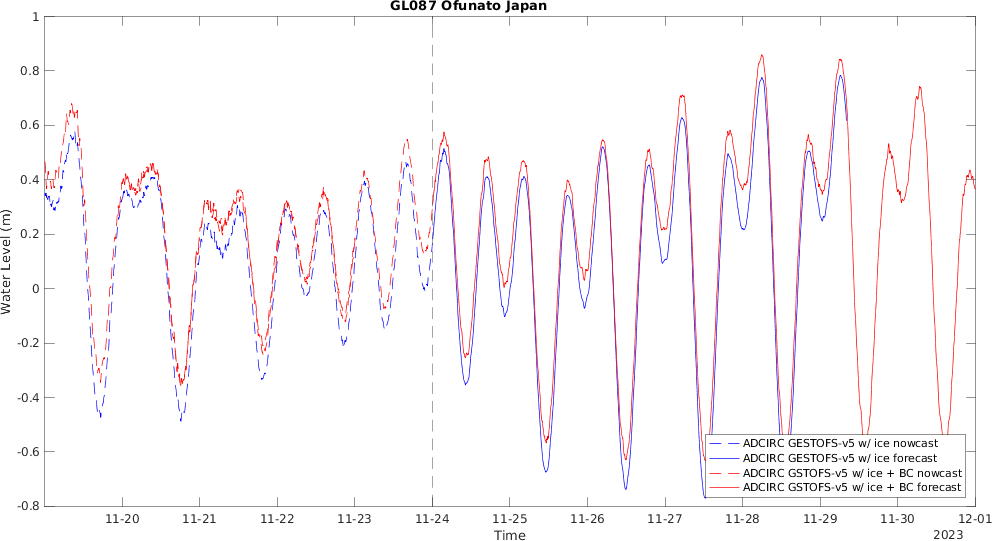 GL087 Ofunato Japan
1
0.8
0.6
0.4
0.2
0
-0.2
-0.4
-0.6
-0.8
Water Level (m)
ADCIRC GESTOFS-v5 w/ ice nowcast
ADCIRC GESTOFS-v5 w/ ice forecast
ADCIRC GSTOFS-v5 w/ ice + BC nowcast
ADCIRC GSTOFS-v5 w/ ice + BC forecast
11-20 11-21 11-22 11-23 11-24 11-25 11-26 11-27 11-28 11-29 11-30 12-01
Time
2023